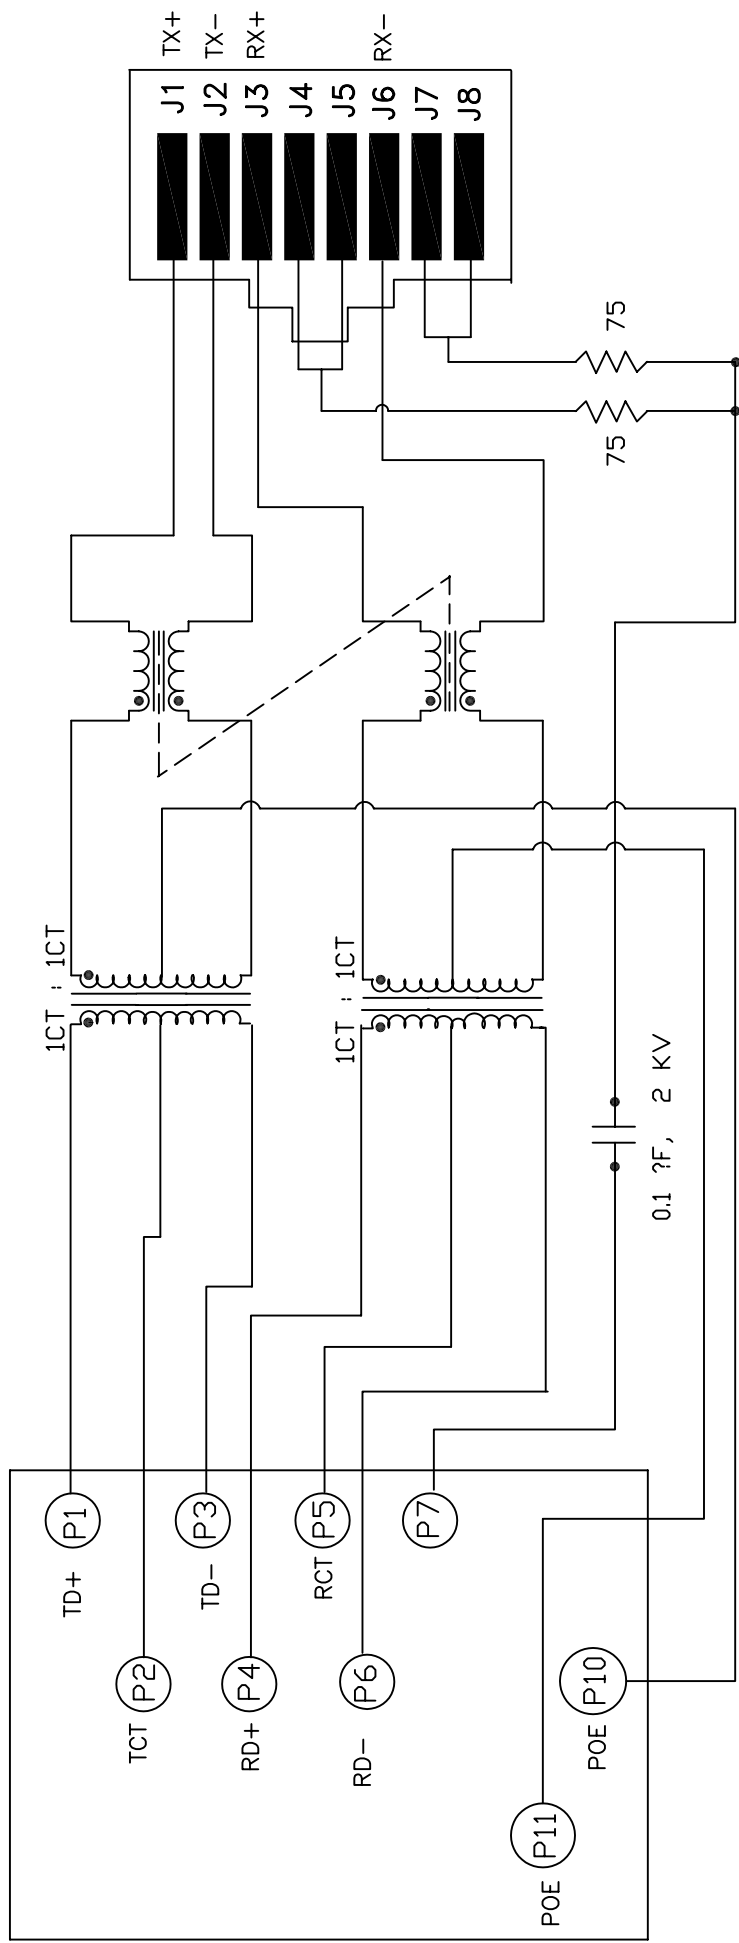 TX+
TX-
RX+
RX-
J1
J2
J3
J4
J5
J6
J7
J8
75
75
1CT : 1CT
1CT : 1CT
0.1 ?F, 2 KV
P1
TD+
P2
TCT
P3
TD-
P4
RD+
P5
RCT
P6
RD-
P7
P10
POE
P11
POE